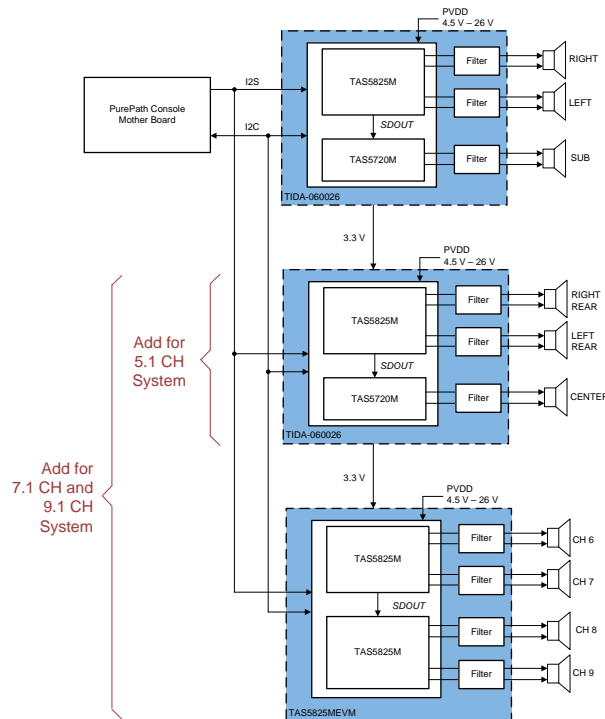 PVDD
4.5 V – 26 V
I2S
PurePath Console
Mother Board
I2C
TAS5825M
SDOUT
TAS5720M
Filter
RIGHT
Filter
LEFT
Filter
SUB
TIDA-060026
3.3 V
PVDD
4.5 V – 26 V
Add for
5.1 CH
System
TAS5825M
SDOUT
TAS5720M
Filter
RIGHT
REAR
Filter
LEFT
REAR
Filter
CENTER
TIDA-060026
3.3 V
Add for
7.1 CH and
9.1 CH
System
PVDD
4.5 V – 26 V
TAS5825M
SDOUT
TAS5825M
Filter
CH 6
Filter
CH 7
Filter
CH 8
Filter
CH 9
TAS5825MEVM